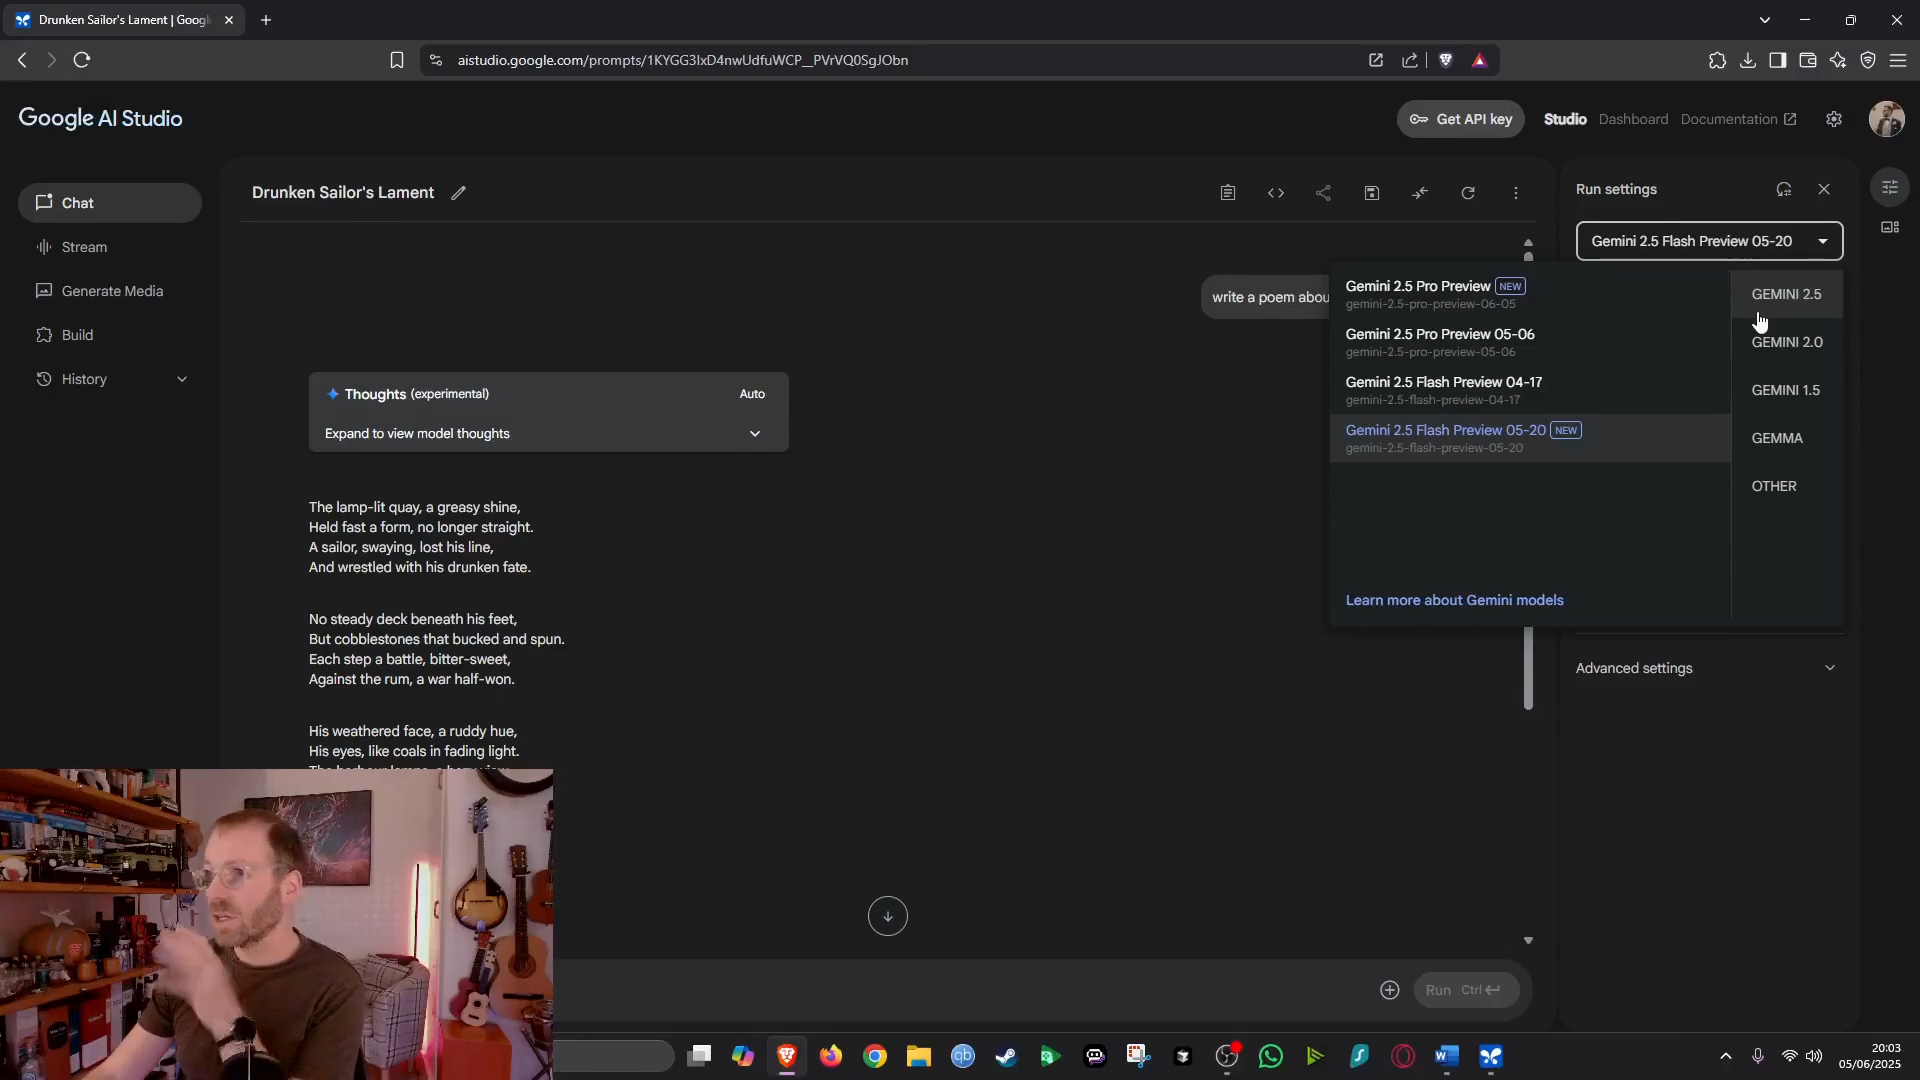 Drunken Sailor's Lament | Googl
aistudio.google.com/prompts/1KYGG3lxD4nwUdfuWCP__PVrVQ0SgJObn
Google AI Studio
Get API key
Studio
Dashboard
Documentation
Chat
Stream
Generate Media
Build
History
Drunken Sailor's Lament
write a poem abou
Thoughts (experimental)
Auto
Expand to view model thoughts
The lamp-lit quay, a greasy shine,
Held fast a form, no longer straight.
A sailor, swaying, lost his line,
And wrestled with his drunken fate.
No steady deck beneath his feet,
But cobblestones that bucked and spun.
Each step a battle, bitter-sweet,
Against the rum, a war half-won.
His weathered face, a ruddy hue,
His eyes, like coals in fading light.
Run Ctrl
Run settings
Gemini 2.5 Flash Preview 05-20
Gemini 2.5 Pro Preview NEW
gemini-2.5-pro-preview-06-05
Gemini 2.5 Pro Preview 05-06
gemini-2.5-pro-preview-05-06
Gemini 2.5 Flash Preview 04-17
gemini-2.5-flash-preview-04-17
Gemini 2.5 Flash Preview 05-20 NEW
gemini-2.5-flash-preview-05-20
Learn more about Gemini models
GEMINI 2.5
GEMINI 2.0
GEMINI 1.5
GEMMA
OTHER
Advanced settings
20:03
05/06/2025